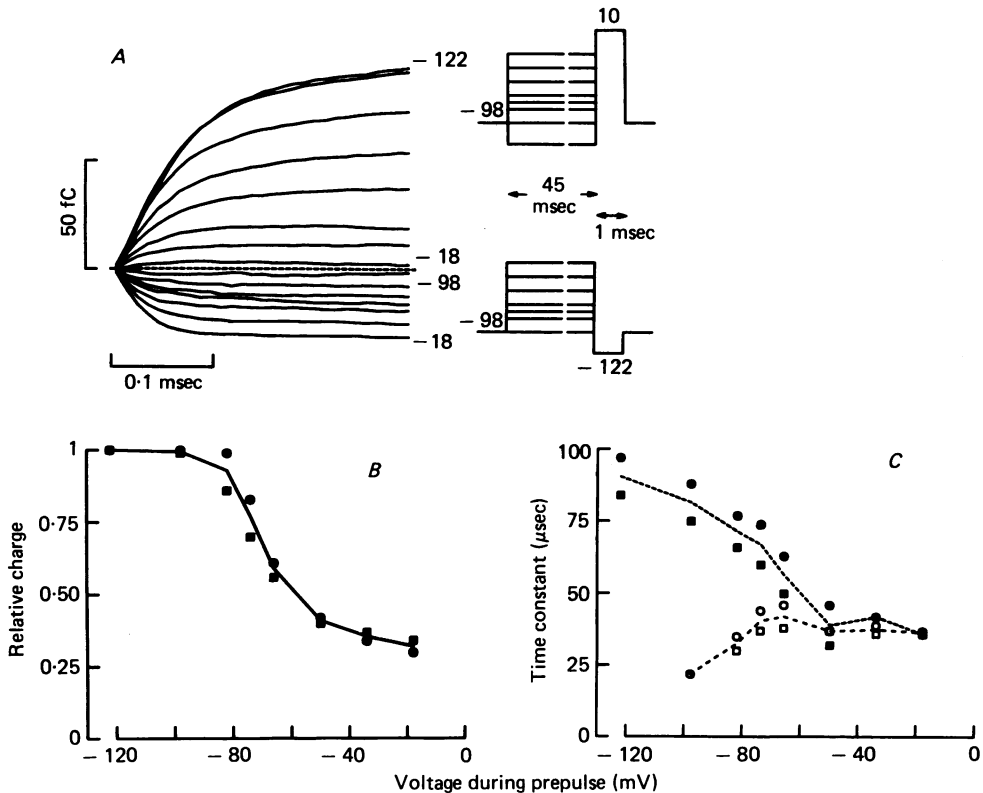 A
50 fC
0·1 msec
− 122
− 18
− 98
− 18
10
− 98
45
msec
1 msec
− 98
− 122
B
Relative charge
1
0·75
0·50
0·25
0
− 120
− 80
− 40
0
C
Time constant (μsec)
100
75
50
25
0
− 120
− 80
− 40
0
Voltage during prepulse (mV)